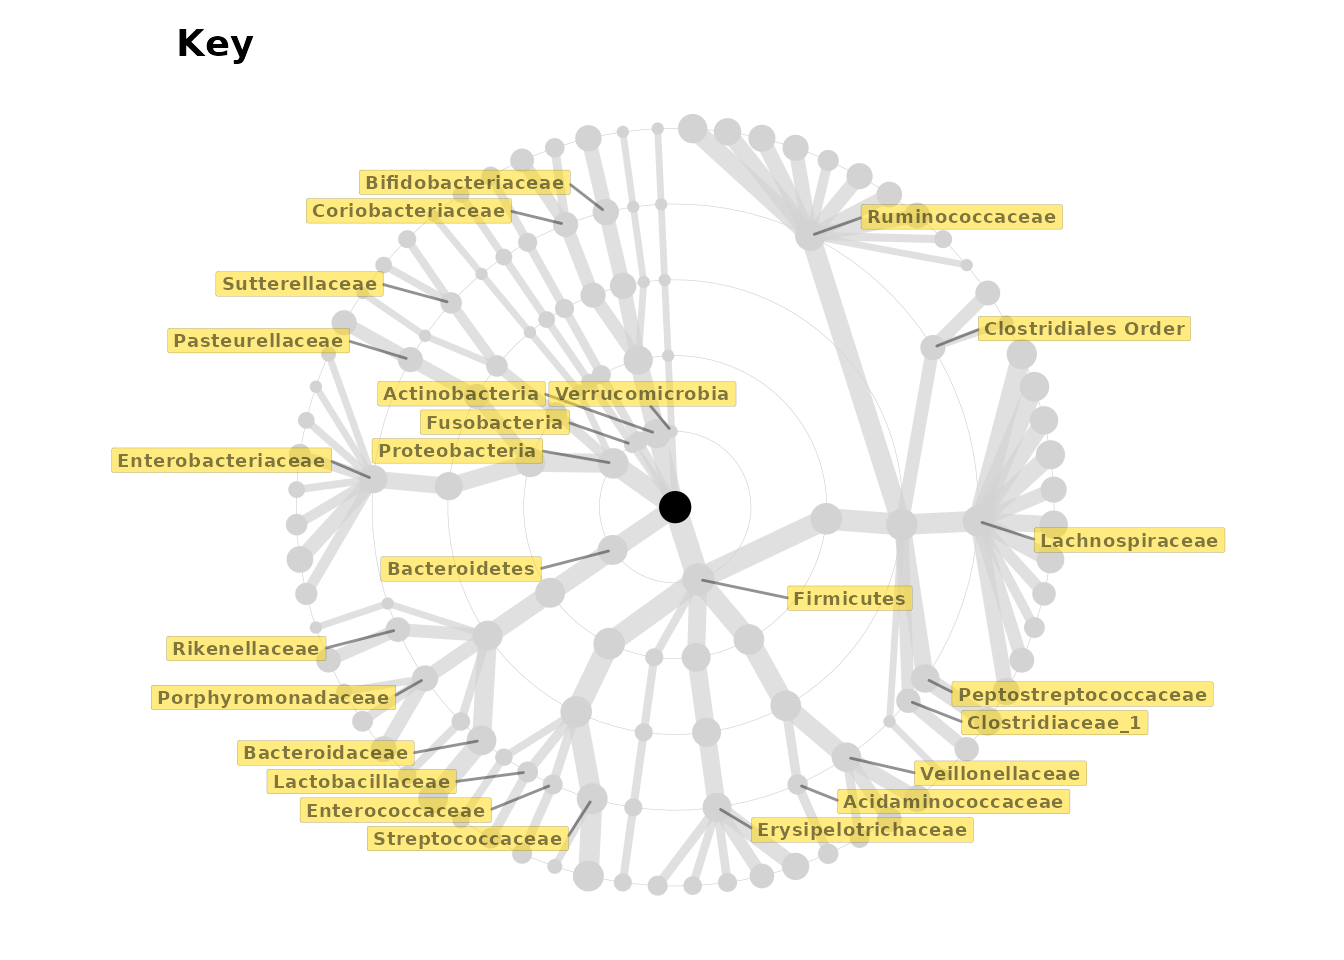 Key
Bifidobacteriaceae
Coriobacteriaceae
Ruminococcaceae
Sutterellaceae
Clostridiales Order
Pasteurellaceae
Actinobacteria
Verrucomicrobia
Fusobacteria
Proteobacteria
Enterobacteriaceae
Lachnospiraceae
Bacteroidetes
Firmicutes
Rikenellaceae
Peptostreptococcaceae
Porphyromonadaceae
Clostridiaceae_1
Bacteroidaceae
Veillonellaceae
Lactobacillaceae
Acidaminococcaceae
Enterococcaceae
Erysipelotrichaceae
Streptococcaceae